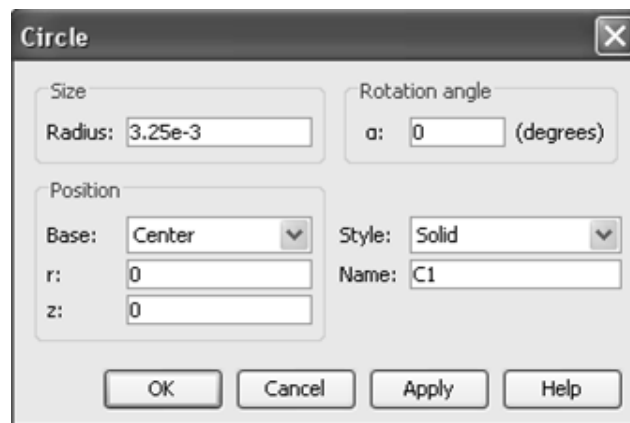 Circle
Size
Radius: 3.25e-3
Rotation angle
α: 0 (degrees)
Position
Base: Center
r: 0
z: 0
Style: Solid
Name: C1
OK Cancel Apply Help